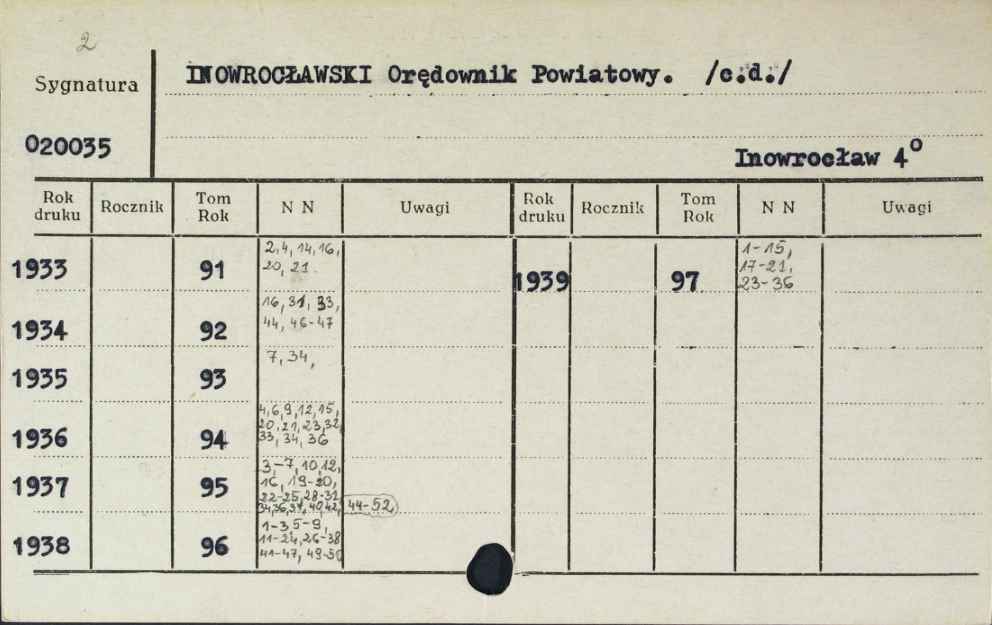 2
Sygnatura
INOWROCŁAWSKI Orędownik Powiatowy. /c.d./
020035
Inowrocław 4°
Rok druku Rocznik Tom Rok N N Uwagi Rok druku Rocznik Tom Rok N N Uwagi
1933 91 2, 4, 14, 16,
20, 21
1939 97 1-15,
17-21,
23-36
1934 92 16, 31, 33,
44, 46-47
1935 93 7, 34,
1936 94 4, 6, 9, 12, 15,
20, 21, 23, 32,
33, 34, 36
1937 95 3-7, 10, 12,
16, 19-20,
22-25, 28-31
34, 36, 37, 40, 42, 44-52
1938 96 1-3, 5-9,
11-24, 26-38
41-47, 49-50